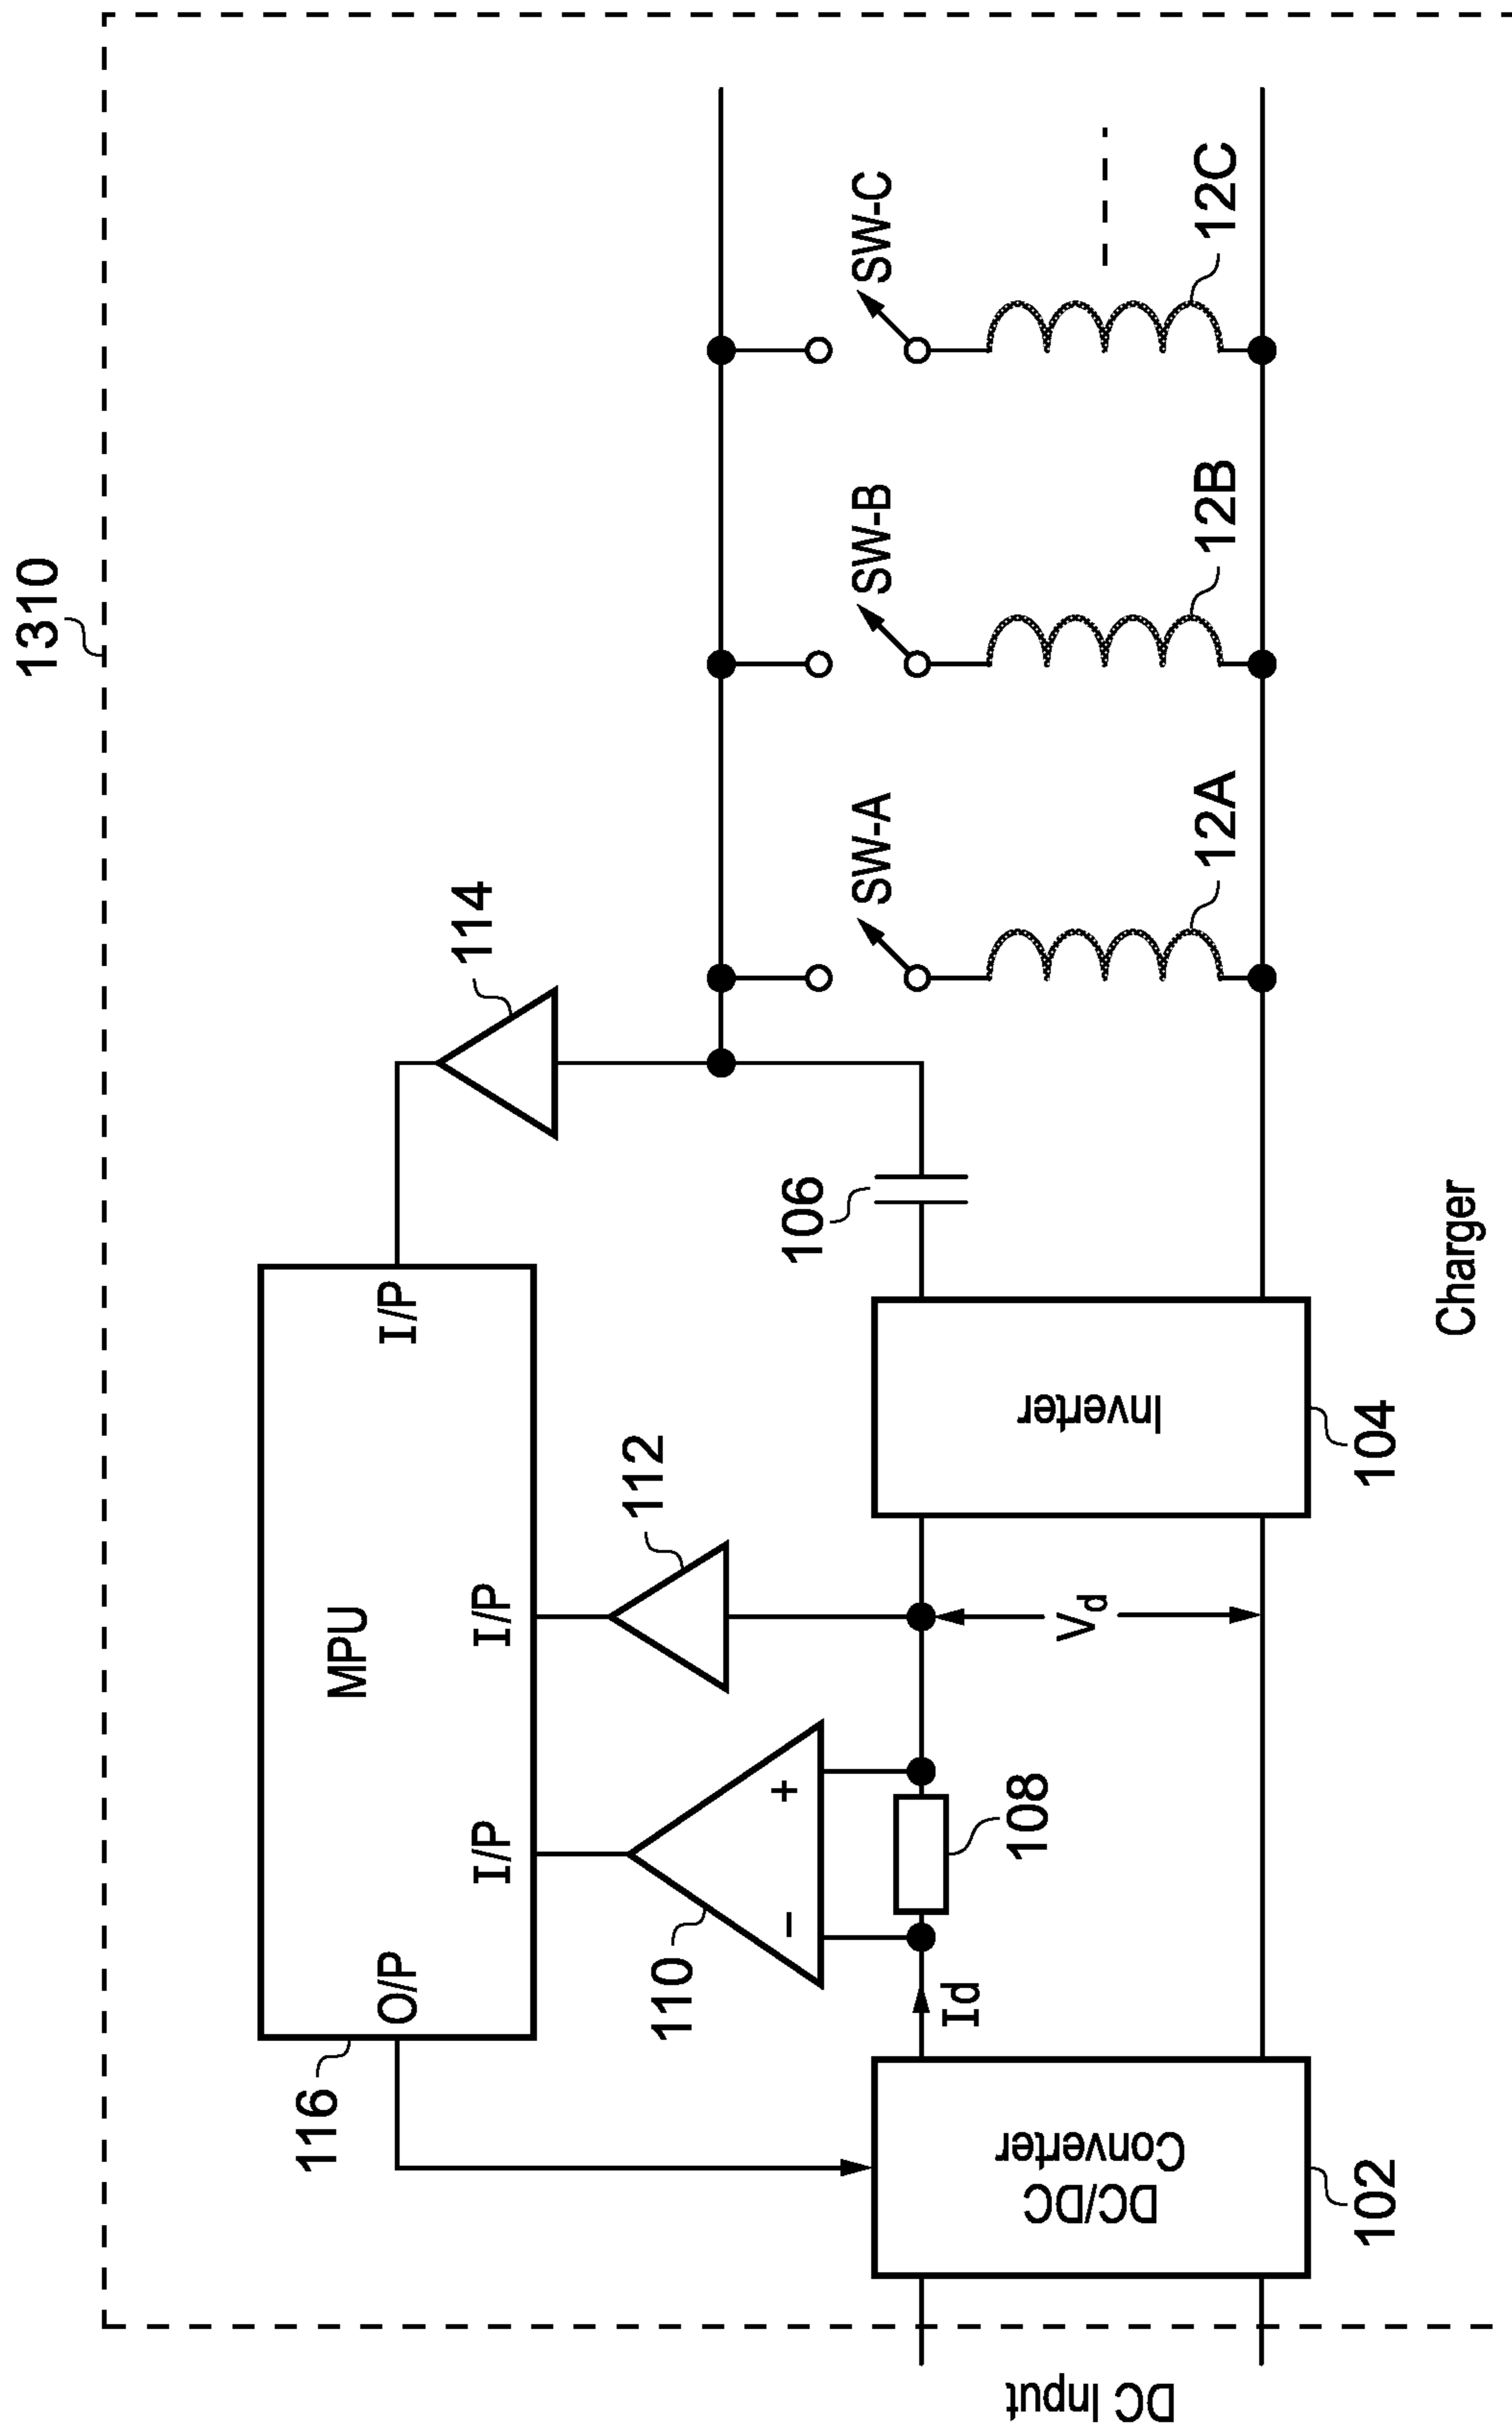 1310
116
MPU
O/P
I/P
I/P
I/P
114
110
112
106
SW-A
SW-B
SW-C
Id
108
Vd
DC Input
DC/DC
Converter
Inverter
12A
12B
12C
102
104
Charger
+
−